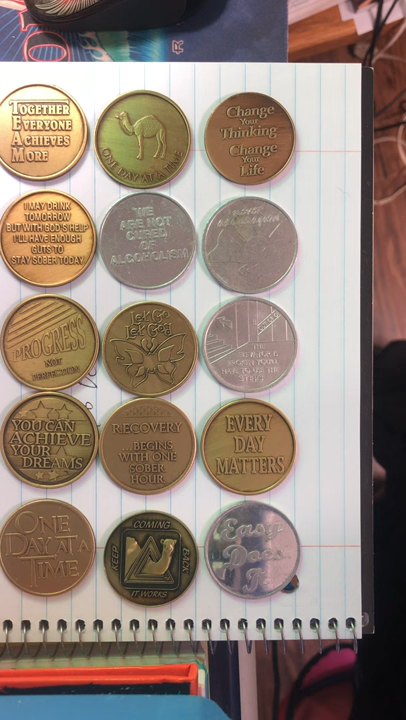 TOGETHER
EVERYONE
ACHIEVES
MORE
ONE DAY AT A TIME
Change
Your
Thinking
Change
Your
Life
I MAY DRINK
TOMORROW
BUT WITH GOD'S HELP
I'LL HAVE ENOUGH
GUTS TO
STAY SOBER TODAY.
WE
ARE NOT
CURED
OF
ALCOHOLISM
PROGRESS
NOT
PERFECTION
Let Go
Let God
YOU CAN
ACHIEVE
YOUR
DREAMS
RECOVERY
BEGINS
WITH ONE
SOBER
HOUR
EVERY
DAY
MATTERS
ONE
DAY AT A
TIME
KEEP
COMING
BACK
IT WORKS
Easy
Does
It